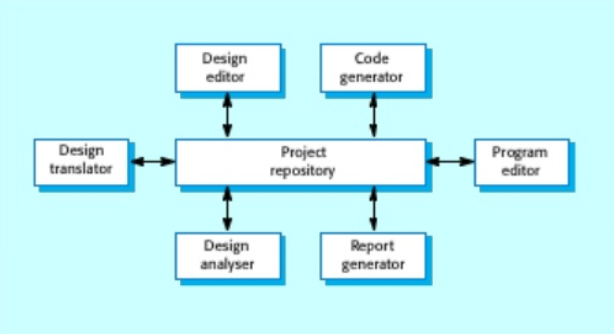 Design
editor
Code
generator
Design
translator
Project
repository
Program
editor
Design
analyser
Report
generator